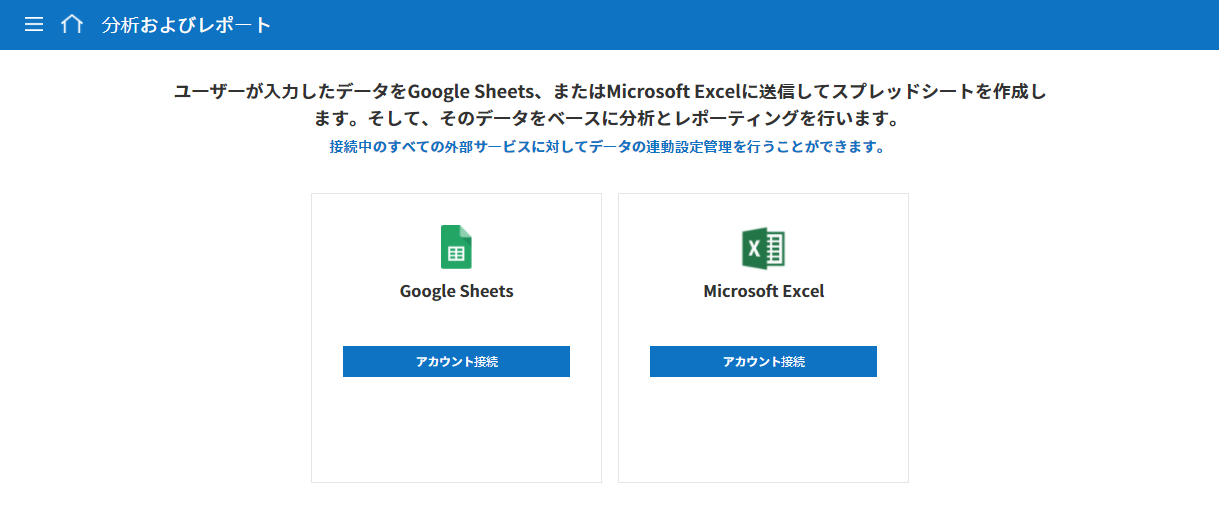 分析およびレポート
ユーザーが入力したデータをGoogle Sheets、またはMicrosoft Excelに送信してスプレッドシートを作成し
ます。そして、そのデータをベースに分析とレポーティングを行います。
接続中のすべての外部サービスに対してデータの連動設定管理を行うことができます。
X
Google Sheets
Microsoft Excel
アカウント接続
アカウント接続